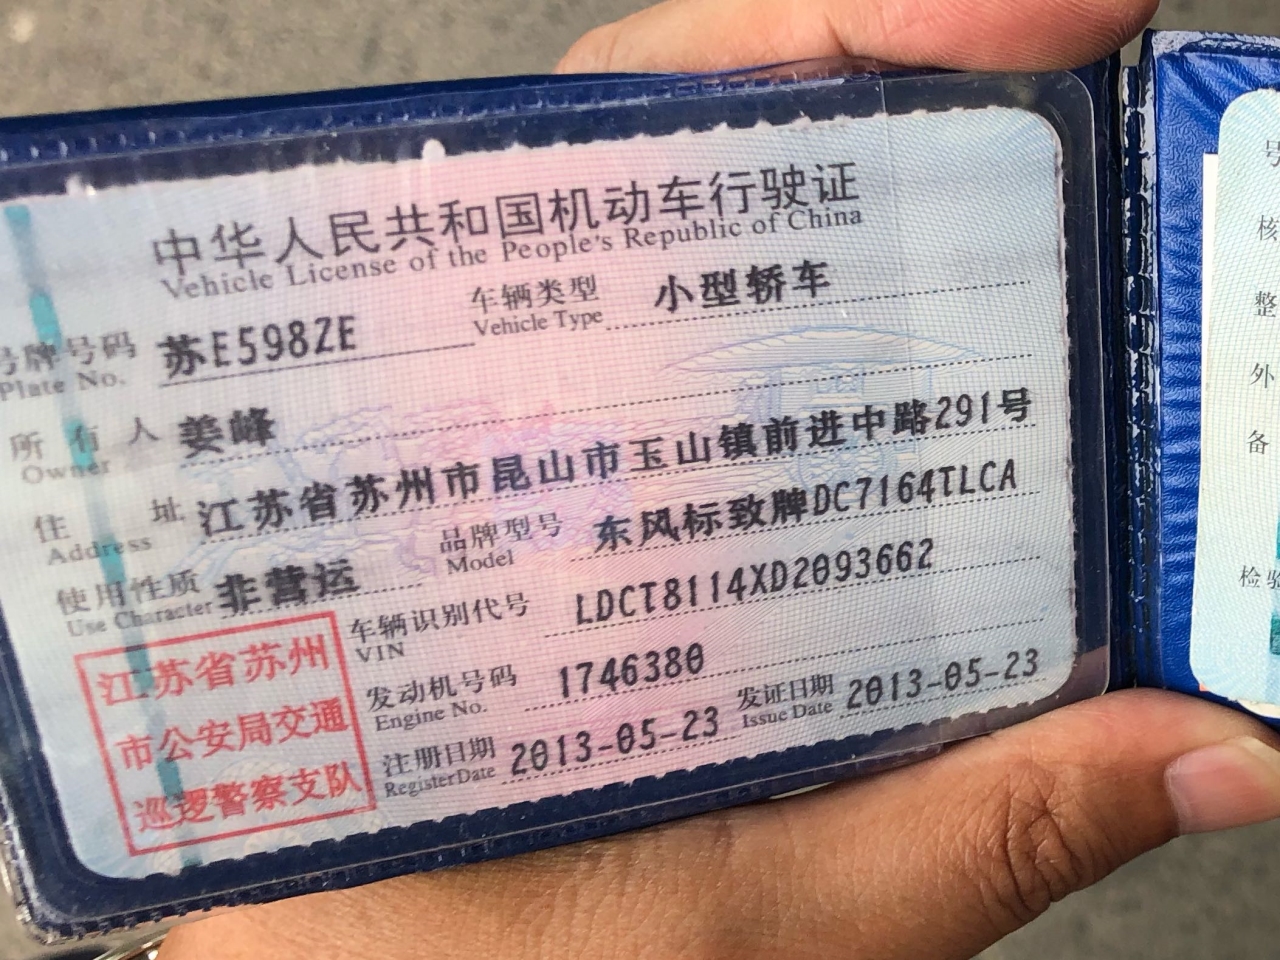 中华人民共和国机动车行驶证
Vehicle License of the People's Republic of China
号牌号码 苏E598ZE 车辆类型 小型轿车
Plate No. Vehicle Type
所有人 姜峰
Owner
住址 江苏省苏州市昆山市玉山镇前进中路291号
Address
使用性质 非营运 品牌型号 东风标致牌DC7164TLCA
Use Character Model
车辆识别代号 LDCT8114XD2093662
VIN
发动机号码 1746380
Engine No.
注册日期 2013-05-23 发证日期 2013-05-23
Register Date Issue Date
江苏省苏州
市公安局交通
巡逻警察支队
号
核
整
外
备
检验